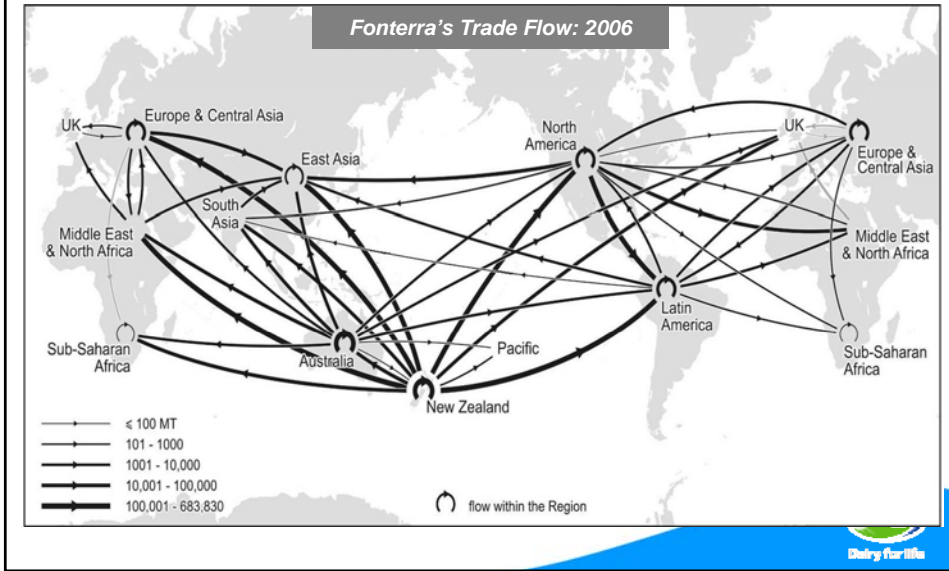 Fonterra's Trade Flow: 2006
UK
Europe & Central Asia
East Asia
South
Asia
Middle East
& North Africa
Sub-Saharan
Africa
Australia
Pacific
New Zealand
North
America
UK
Europe &
Central Asia
Middle East
& North Africa
Latin
America
Sub-Saharan
Africa
⩽ 100 MT
101 - 1000
1001 - 10,000
10,001 - 100,000
100,001 - 683,830
flow within the Region
Dairy for life